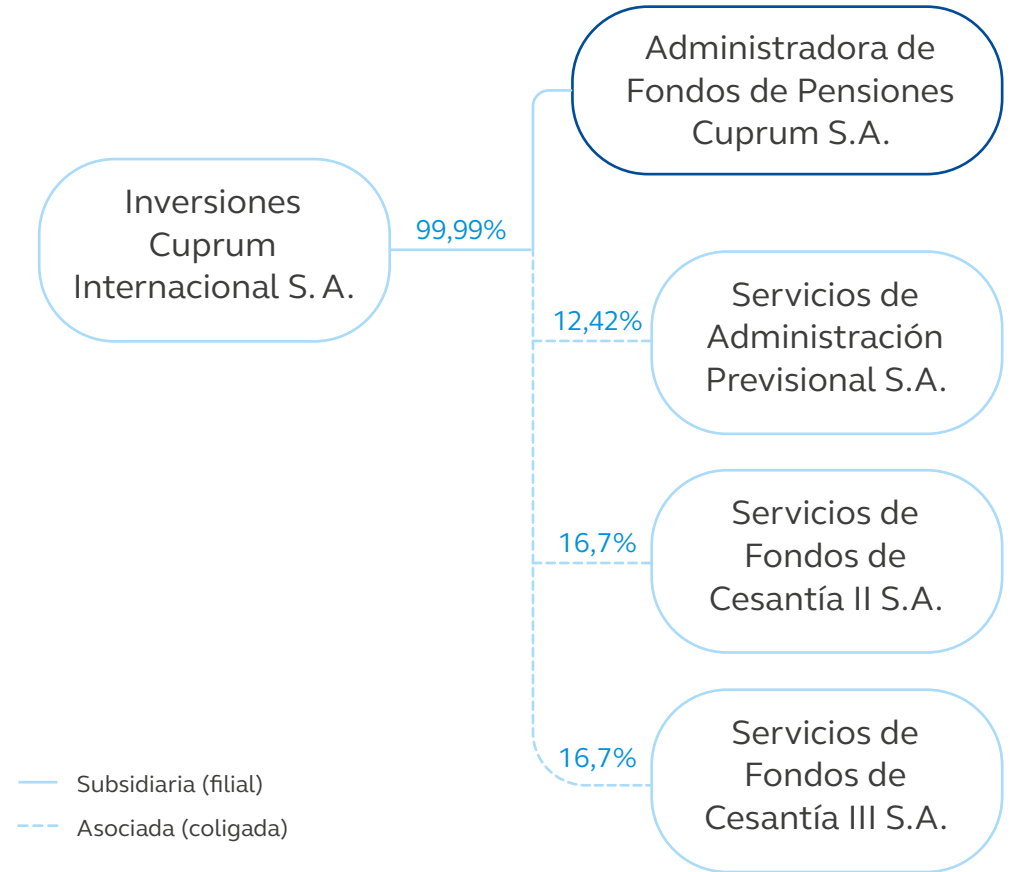 Administradora de
Fondos de Pensiones
Cuprum S.A.
Inversiones
Cuprum
Internacional S. A.
99,99%
12,42%
Servicios de
Administración
Previsional S.A.
16,7%
Servicios de
Fondos de
Cesantía II S.A.
16,7%
Servicios de
Fondos de
Cesantía III S.A.
Subsidiaria (filial)
Asociada (coligada)